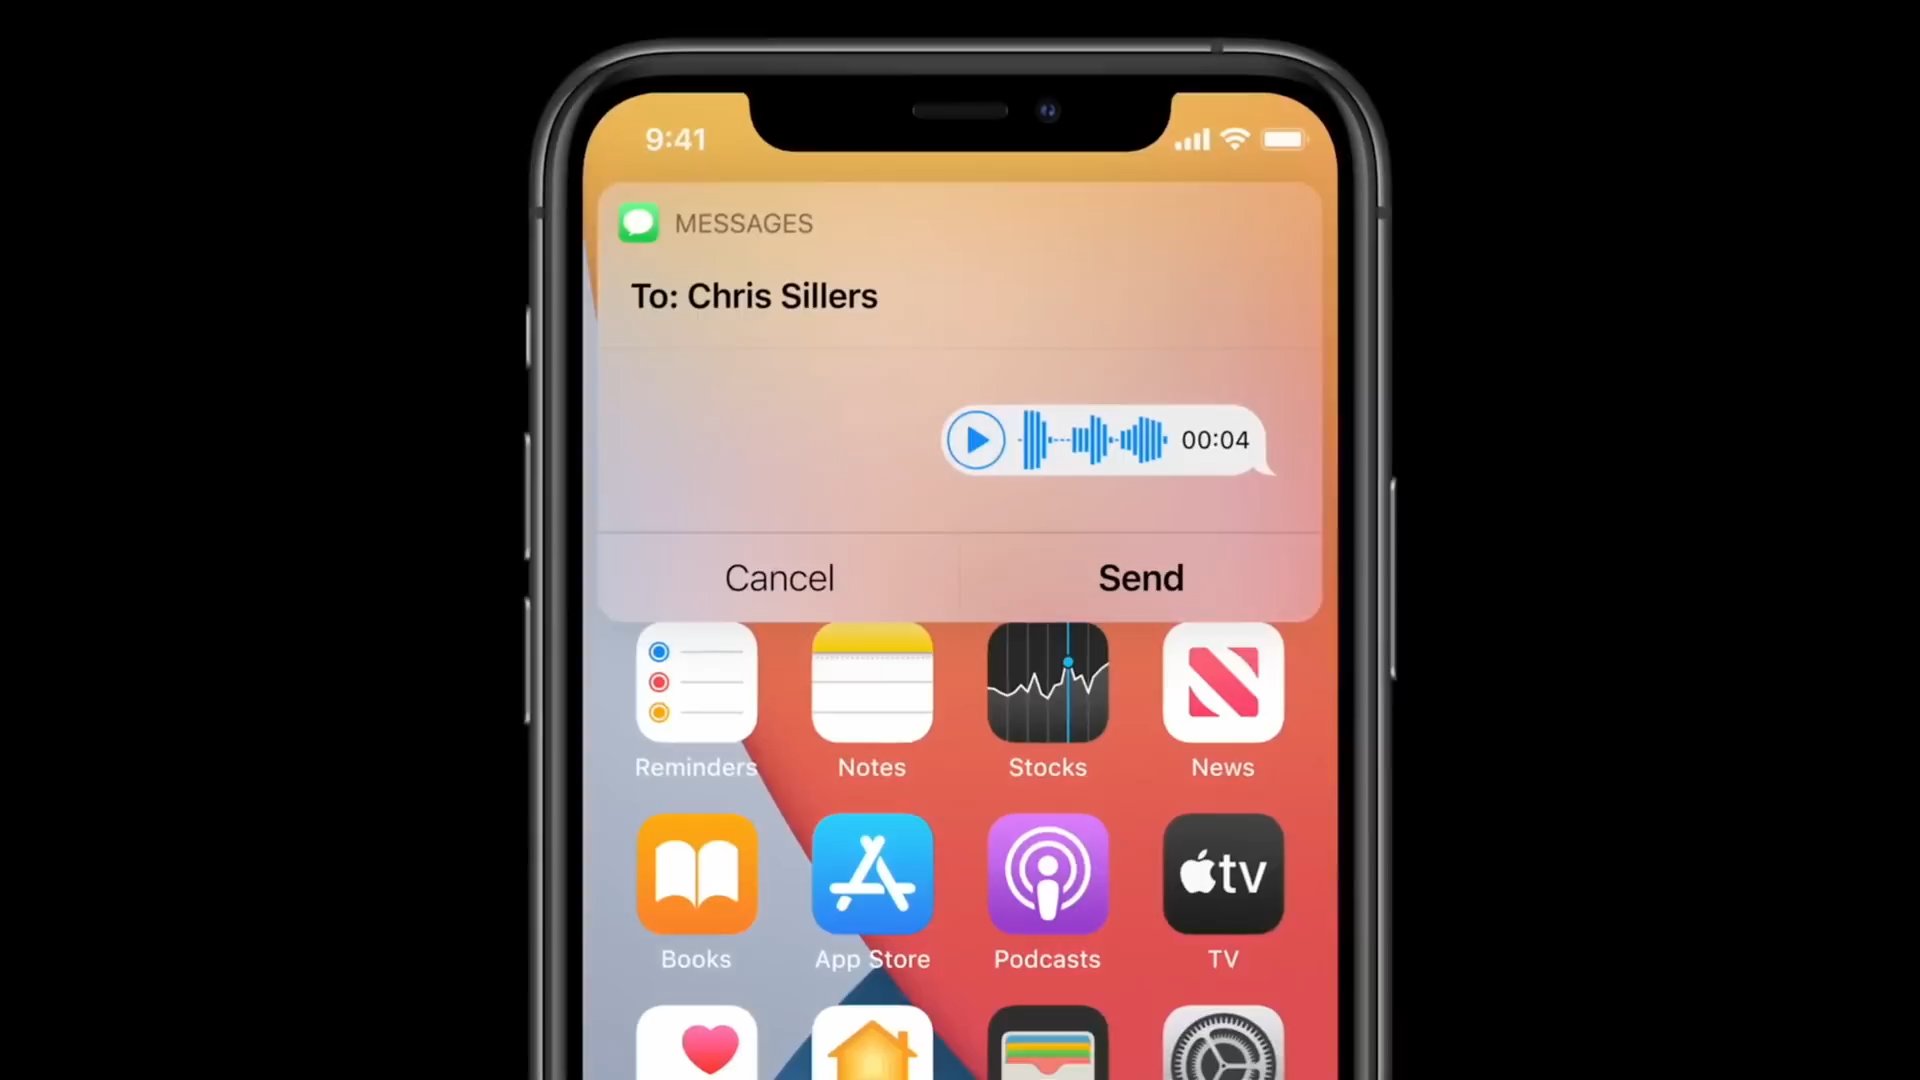 9:41
MESSAGES
To: Chris Sillers
00:04
Cancel
Send
Reminders
Notes
Stocks
News
tv
Books
App Store
Podcasts
TV